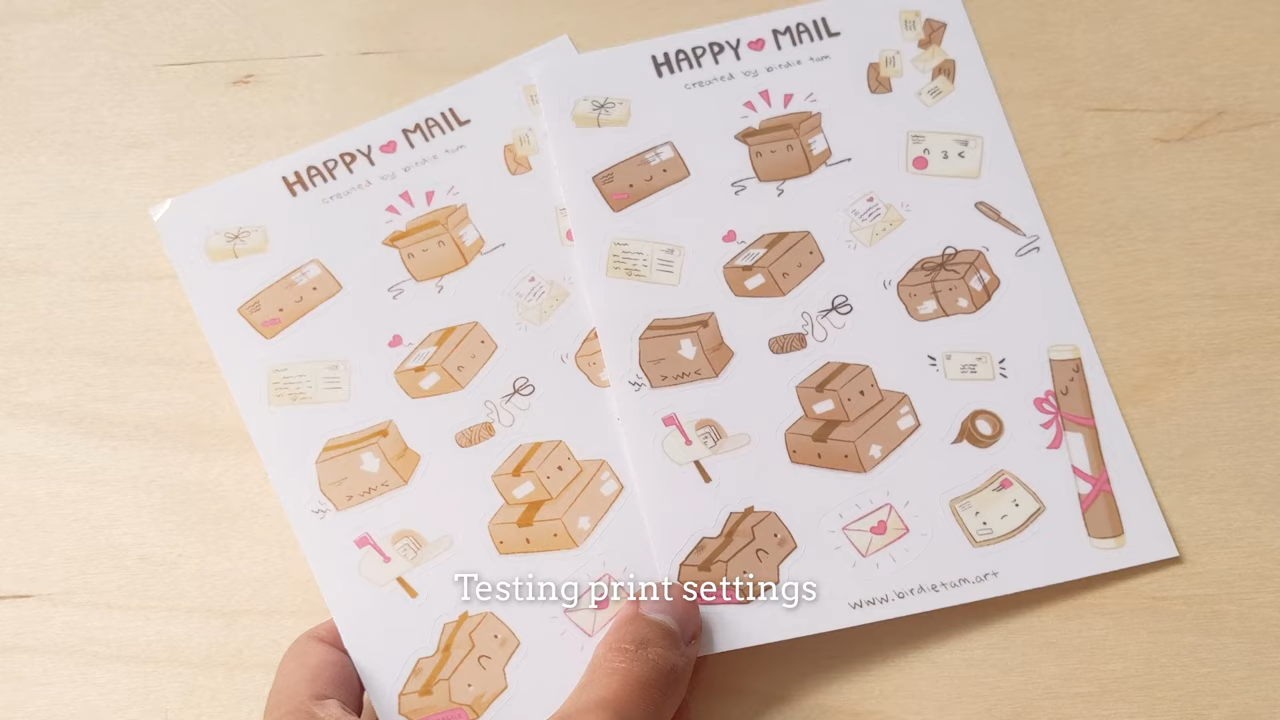 HAPPY MAIL
created by birdie tam
HAPPY MAIL
created by birdie tam
www.birdietam.art
Testing print settings